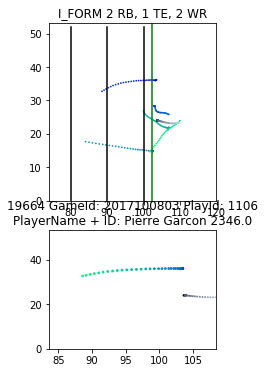 I_FORM 2 RB, 1 TE, 2 WR
50
40
30
20
10
0
80 90 100 110 120
19664 GameId: 2017100803 PlayId: 1106
PlayerName + ID: Pierre Garcon 2346.0
40
20
0
85 90 95 100 105